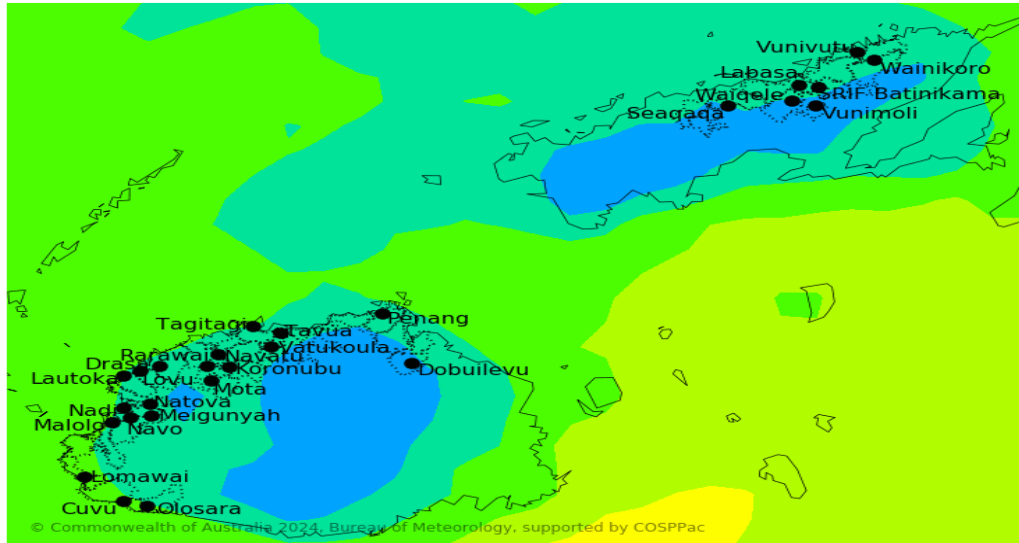 Vunivutu
Wainikoro
Labasa
SRIF Batinikama
Waiqele
Seaqaqa
Vunimoli
Penang
Tagitagi
Tavua
Vatukoula
Rarawai
Navatu
Drasa
Koronubu
Dobuilevu
Lautoka
Lovu
Mota
Natova
Nadi
Meigunyah
Malolo
Navo
Lomawai
Cuvu
Olosara
© Commonwealth of Australia 2024, Bureau of Meteorology, supported by COSPPac